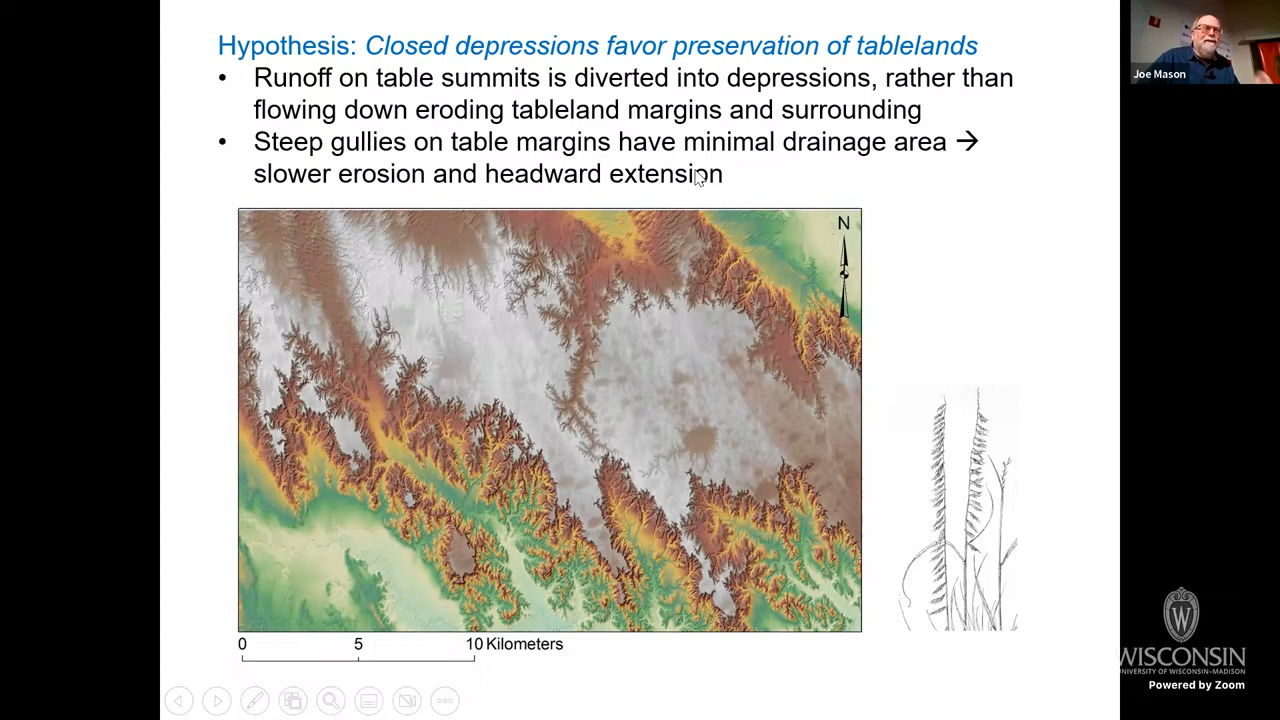 Hypothesis: Closed depressions favor preservation of tablelands
• Runoff on table summits is diverted into depressions, rather than
flowing down eroding tableland margins and surrounding
• Steep gullies on table margins have minimal drainage area →
slower erosion and headward extension
N
0 5 10 Kilometers
Joe Mason
W
WISCONSIN
UNIVERSITY OF WISCONSIN–MADISON
Powered by Zoom